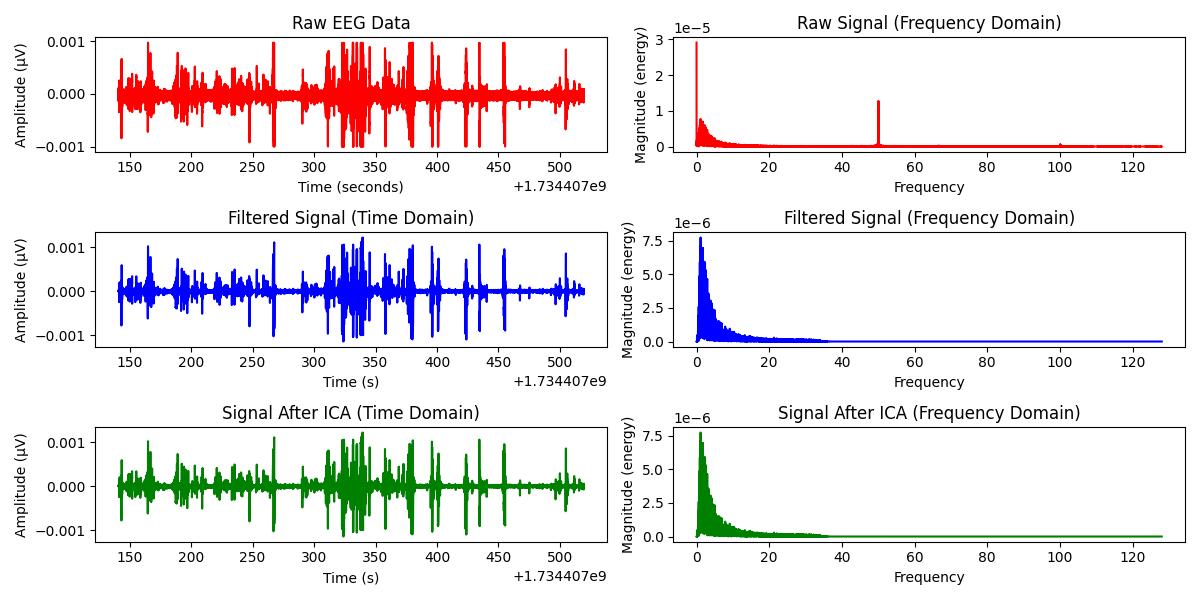 Raw EEG Data
Amplitude (µV)
0.001
0.000
−0.001
150 200 250 300 350 400 450 500
Time (seconds)
+1.734407e9
Raw Signal (Frequency Domain)
1e−5
Magnitude (energy)
3
2
1
0
0 20 40 60 80 100 120
Frequency
Filtered Signal (Time Domain)
Amplitude (µV)
0.001
0.000
−0.001
150 200 250 300 350 400 450 500
Time (s)
+1.734407e9
Filtered Signal (Frequency Domain)
1e−6
Magnitude (energy)
7.5
5.0
2.5
0.0
0 20 40 60 80 100 120
Frequency
Signal After ICA (Time Domain)
Amplitude (µV)
0.001
0.000
−0.001
150 200 250 300 350 400 450 500
Time (s)
+1.734407e9
Signal After ICA (Frequency Domain)
1e−6
Magnitude (energy)
7.5
5.0
2.5
0.0
0 20 40 60 80 100 120
Frequency